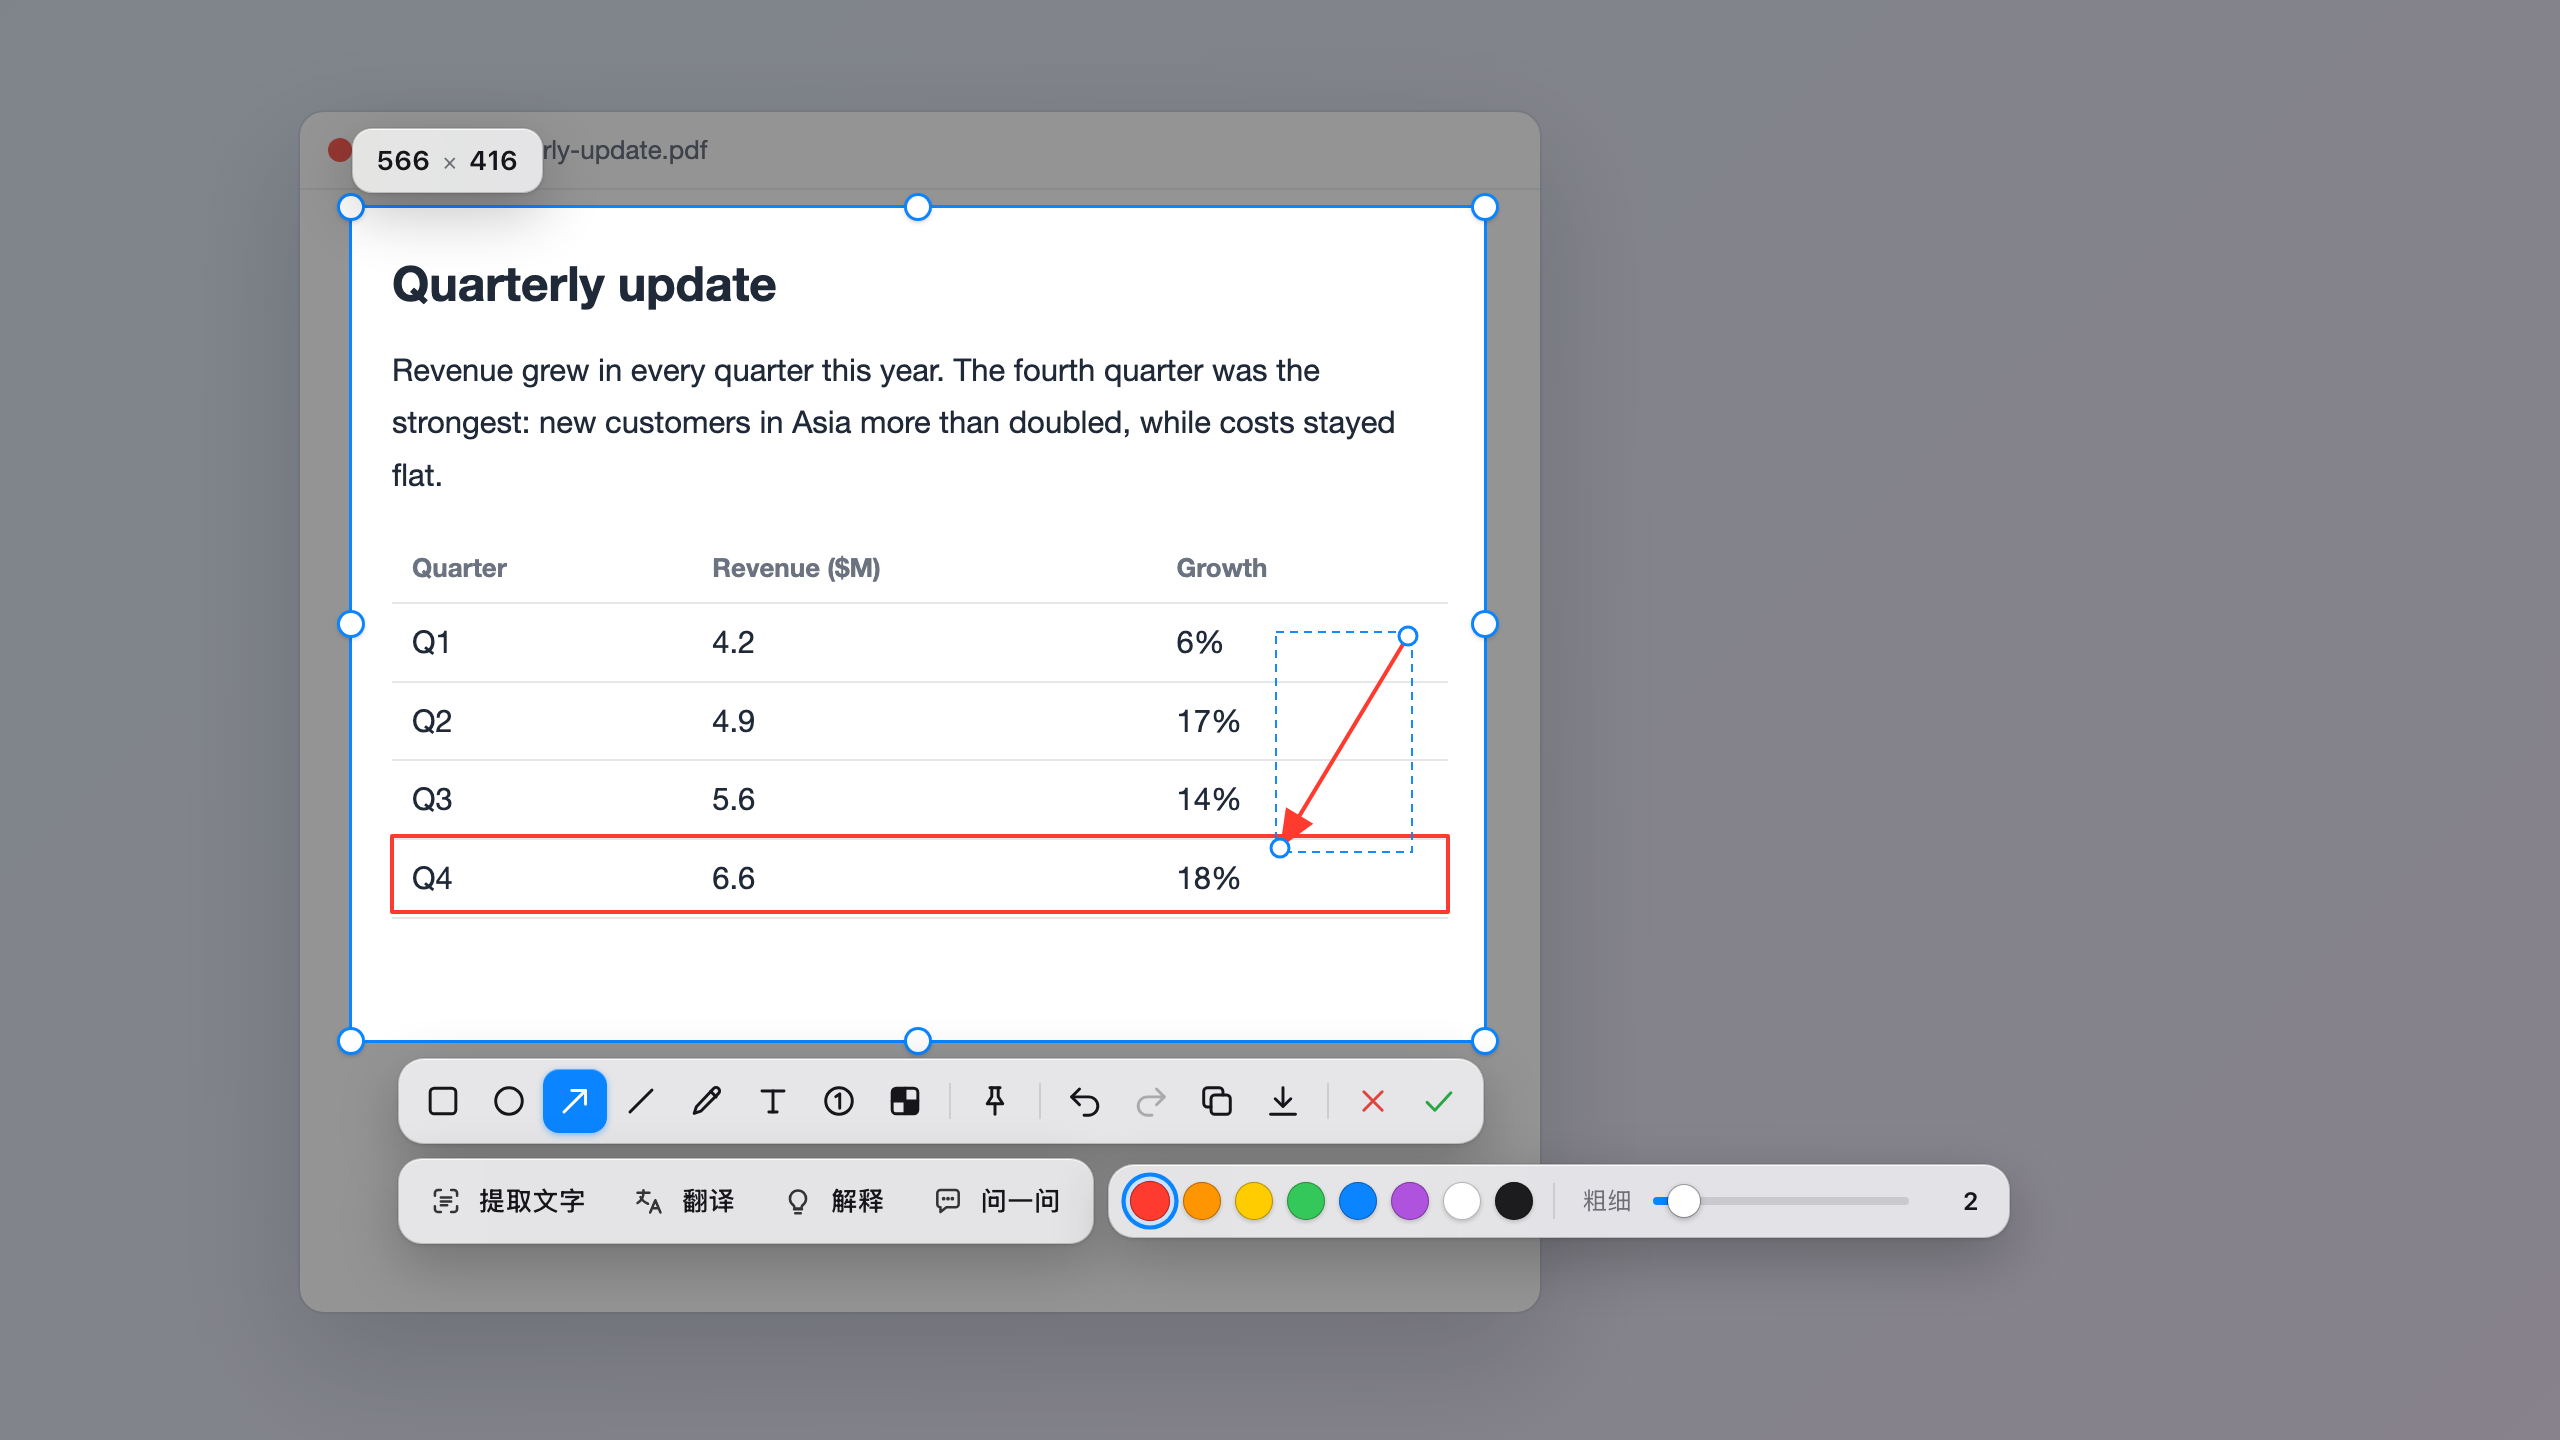 566 × 416
rly-update.pdf
Quarterly update
Revenue grew in every quarter this year. The fourth quarter was the
strongest: new customers in Asia more than doubled, while costs stayed
flat.
Quarter Revenue ($M) Growth
Q1 4.2 6%
Q2 4.9 17%
Q3 5.6 14%
Q4 6.6 18%
T 1
提取文字 翻译 解释 问一问 粗细 2